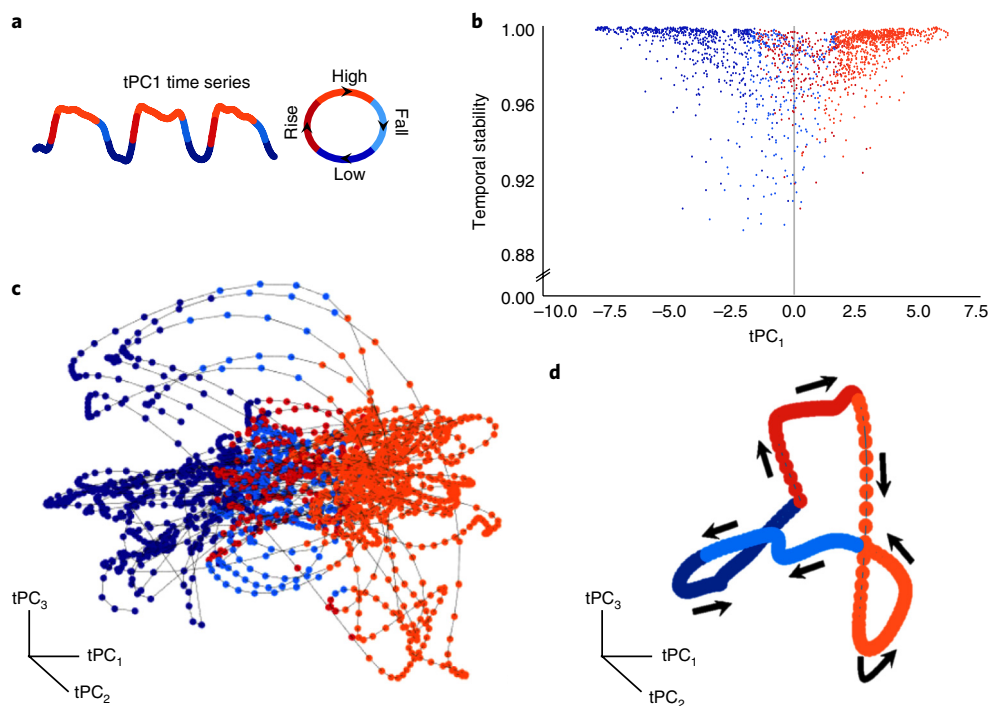 a
tPC1 time series
High
Rise
Fall
Low
b
Temporal stability
1.00
0.96
0.92
0.88
0.00
–10.0 –7.5 –5.0 –2.5 0.0 2.5 5.0 7.5
tPC1
c
tPC3
tPC1
tPC2
d
tPC3
tPC1
tPC2